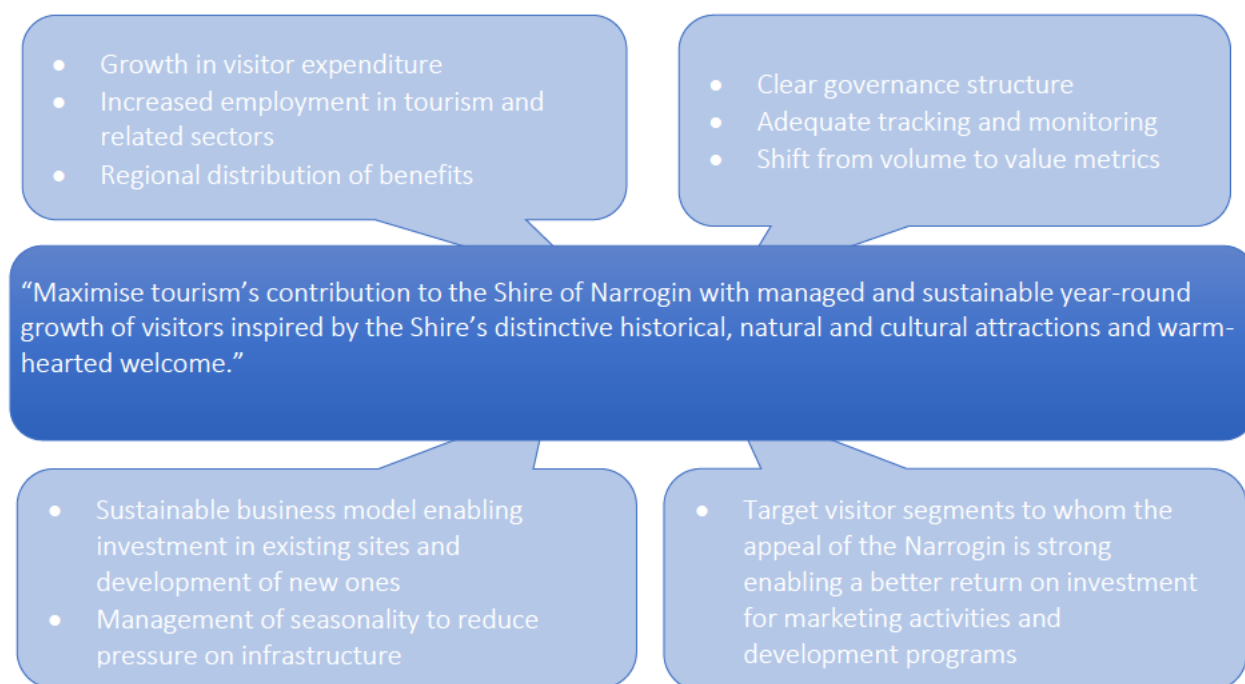 • Growth in visitor expenditure
• Increased employment in tourism and
related sectors
• Regional distribution of benefits
• Clear governance structure
• Adequate tracking and monitoring
• Shift from volume to value metrics
“Maximise tourism’s contribution to the Shire of Narrogin with managed and sustainable year-round
growth of visitors inspired by the Shire’s distinctive historical, natural and cultural attractions and warm-
hearted welcome.”
• Sustainable business model enabling
investment in existing sites and
development of new ones
• Management of seasonality to reduce
pressure on infrastructure
• Target visitor segments to whom the
appeal of the Narrogin is strong
enabling a better return on investment
for marketing activities and
development programs